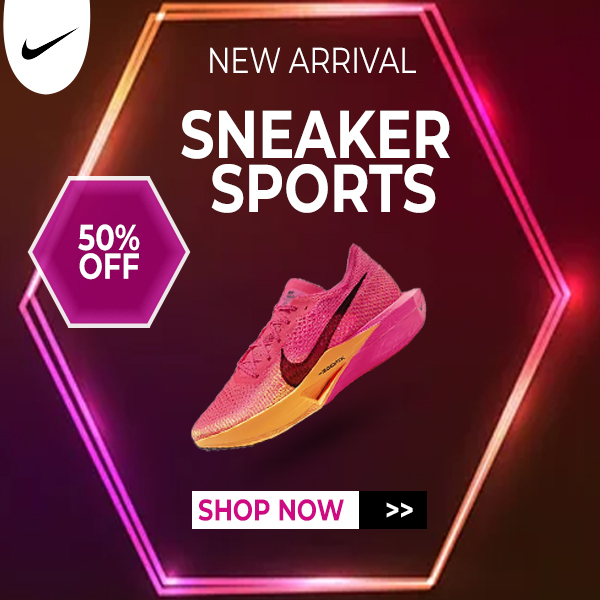 NEW ARRIVAL
SNEAKER
SPORTS
50%
OFF
SHOP NOW >>